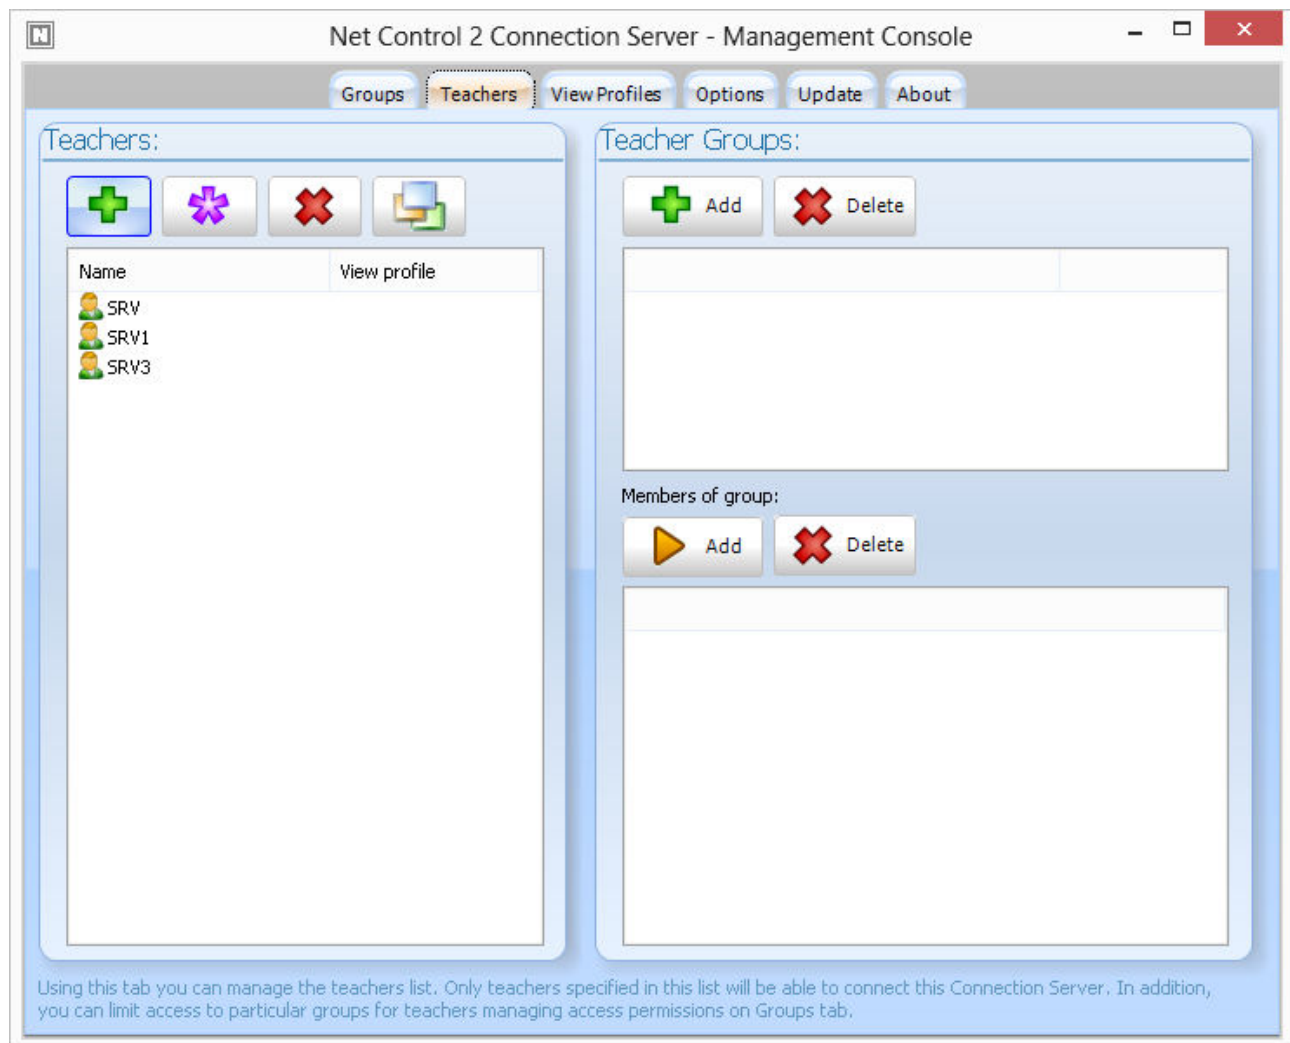 Net Control 2 Connection Server - Management Console
Groups Teachers View Profiles Options Update About
Teachers:
Name View profile
SRV
SRV1
SRV3
Teacher Groups:
Add Delete
Members of group:
Add Delete
Using this tab you can manage the teachers list. Only teachers specified in this list will be able to connect this Connection Server. In addition,
you can limit access to particular groups for teachers managing access permissions on Groups tab.